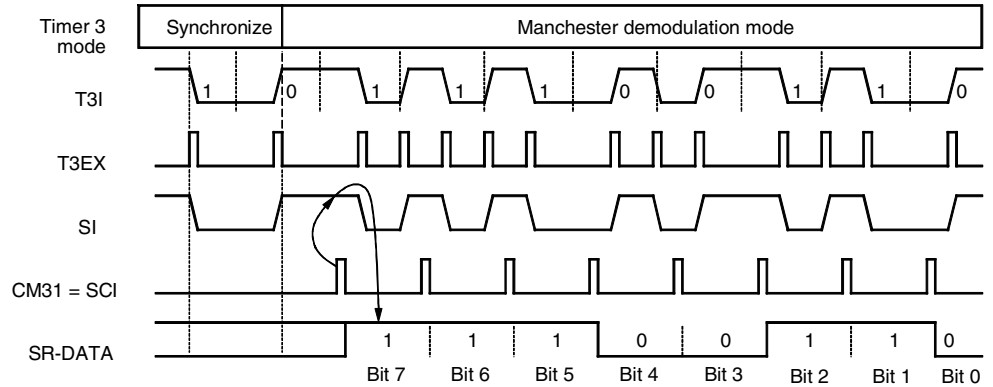 Timer 3
mode
Synchronize
Manchester demodulation mode
T3I
1 0 1 1 1 0 0 1 1 0
T3EX
SI
CM31 = SCI
SR-DATA
1 1 1 0 0 1 1 0
Bit 7 Bit 6 Bit 5 Bit 4 Bit 3 Bit 2 Bit 1 Bit 0